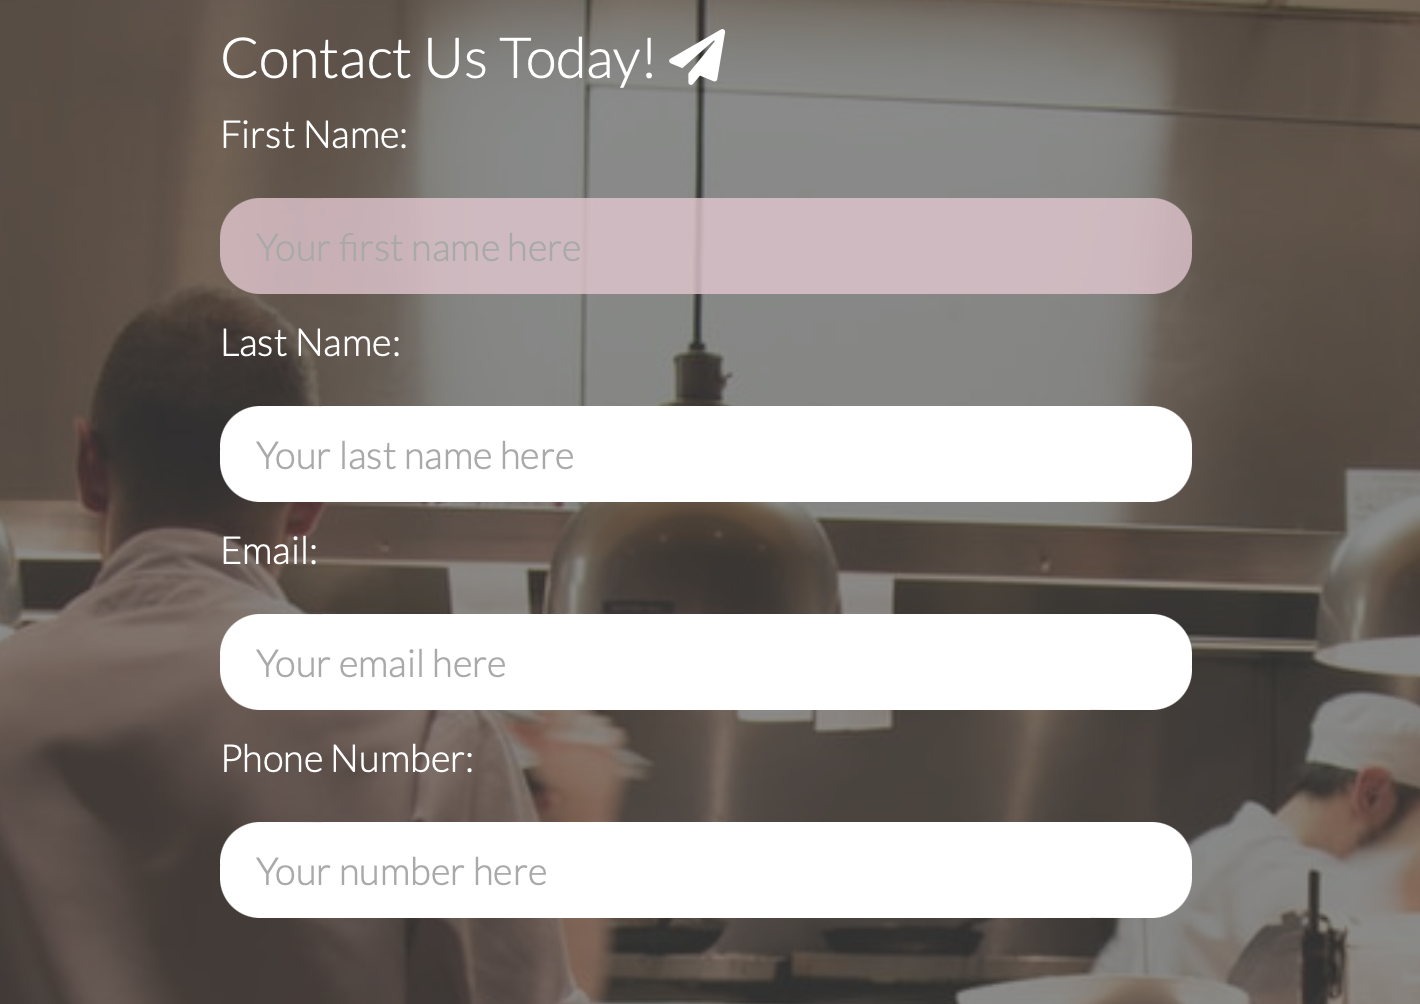 Contact Us Today!
First Name:
Your first name here
Last Name:
Your last name here
Email:
Your email here
Phone Number:
Your number here